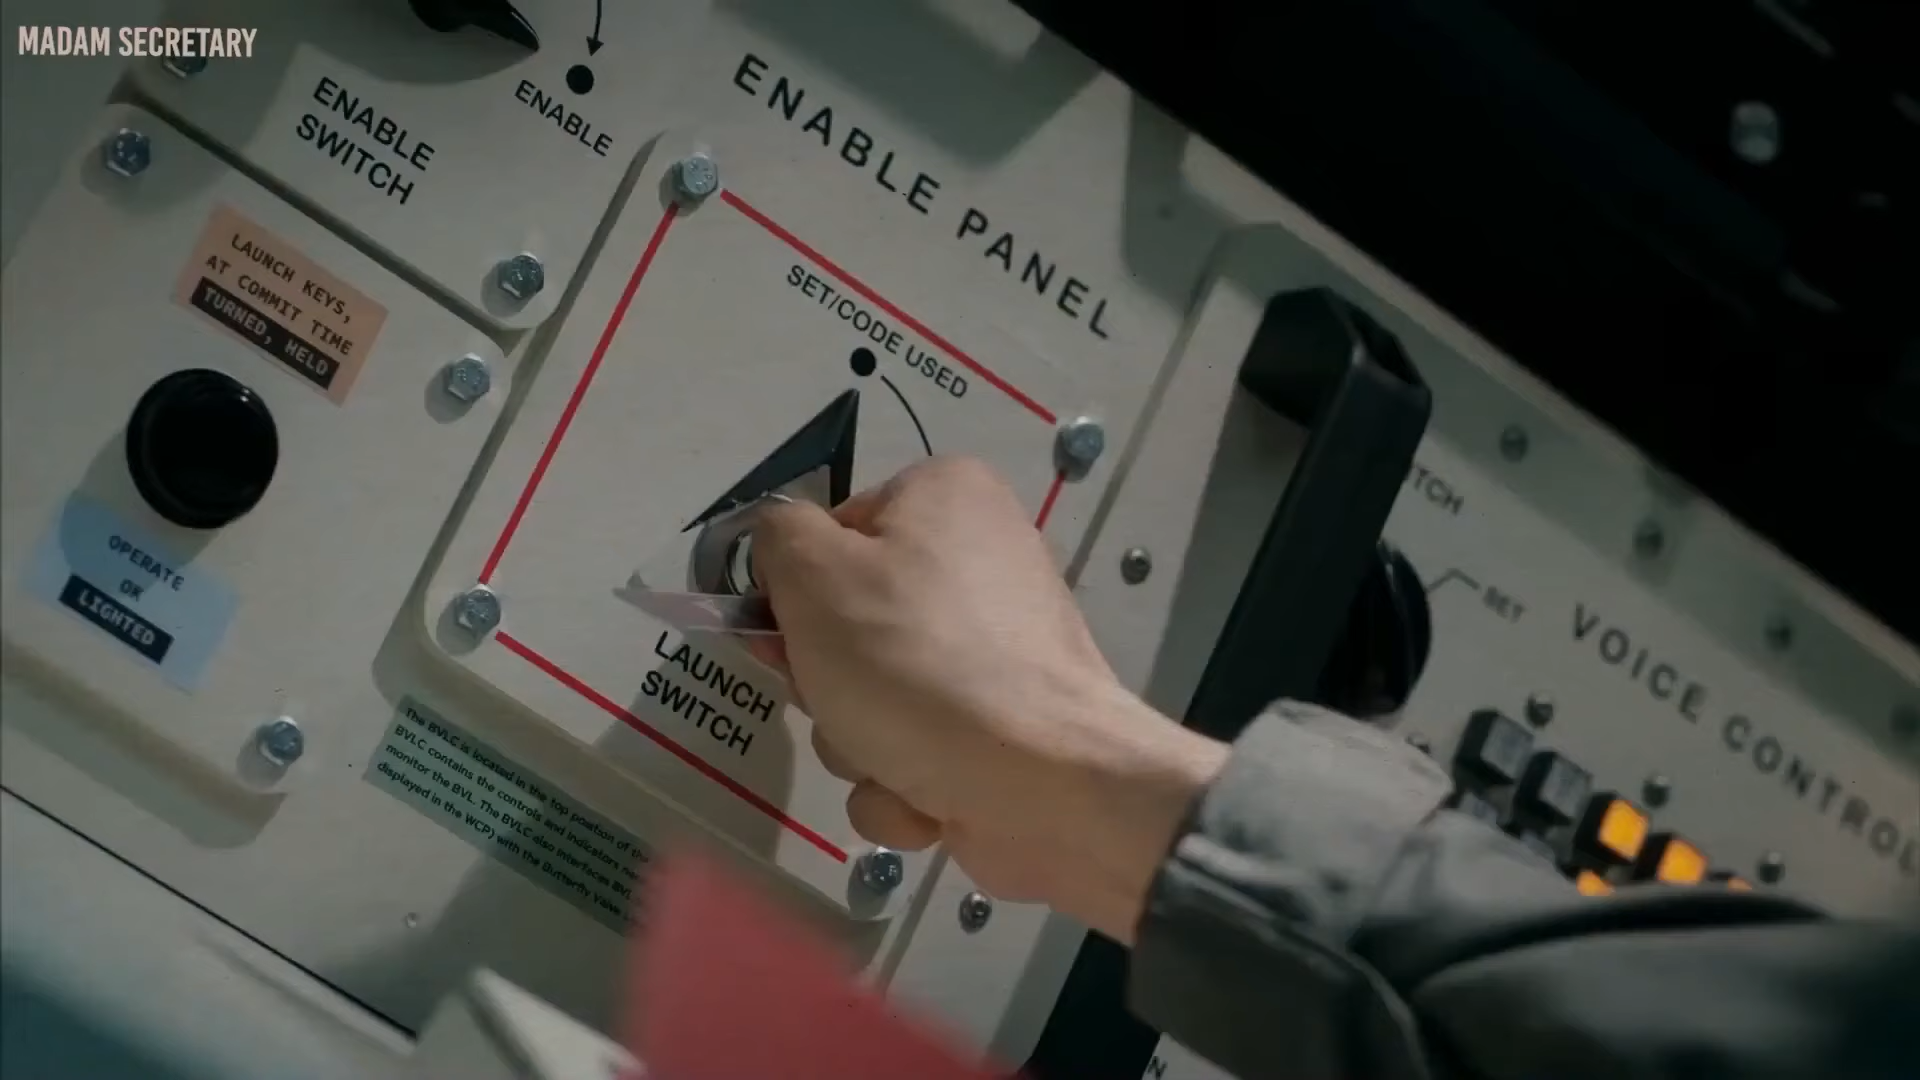 MADAM SECRETARY
ENABLE
SWITCH
ENABLE
ENABLE PANEL
LAUNCH KEYS,
AT COMMIT TIME
TURNED, HELD
SET/CODE USED
OPERATE
OK
LIGHTED
LAUNCH
SWITCH
SET
VOICE CONTROL
The BVLC is located in the top position of the
BVLC contains the controls and indicators
monitor the BVL. The BVLC also interfaces BVL
displayed in the WCP) with the Butterfly Valve